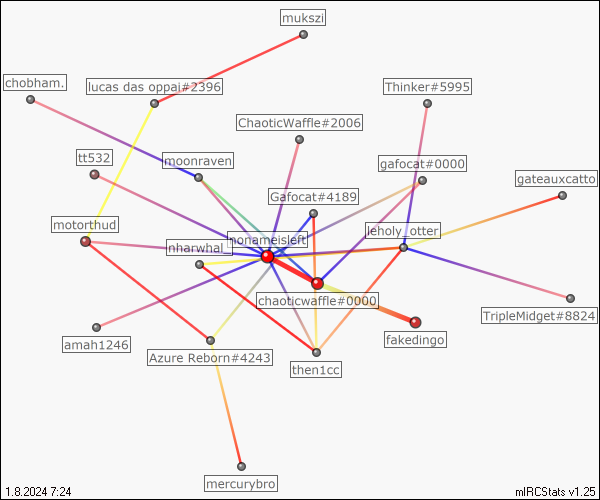 mukszi
chobham.
lucas das oppai#2396
Thinker#5995
ChaoticWaffle#2006
tt532
moonraven
gafocat#0000
gateauxcatto
Gafocat#4189
motorthud
nonameisleft
leholy_otter
nharwhal_
chaoticwaffle#0000
TripleMidget#8824
amah1246
fakedingo
Azure Reborn#4243
then1cc
mercurybro
1.8.2024 7:24
mIRCStats v1.25